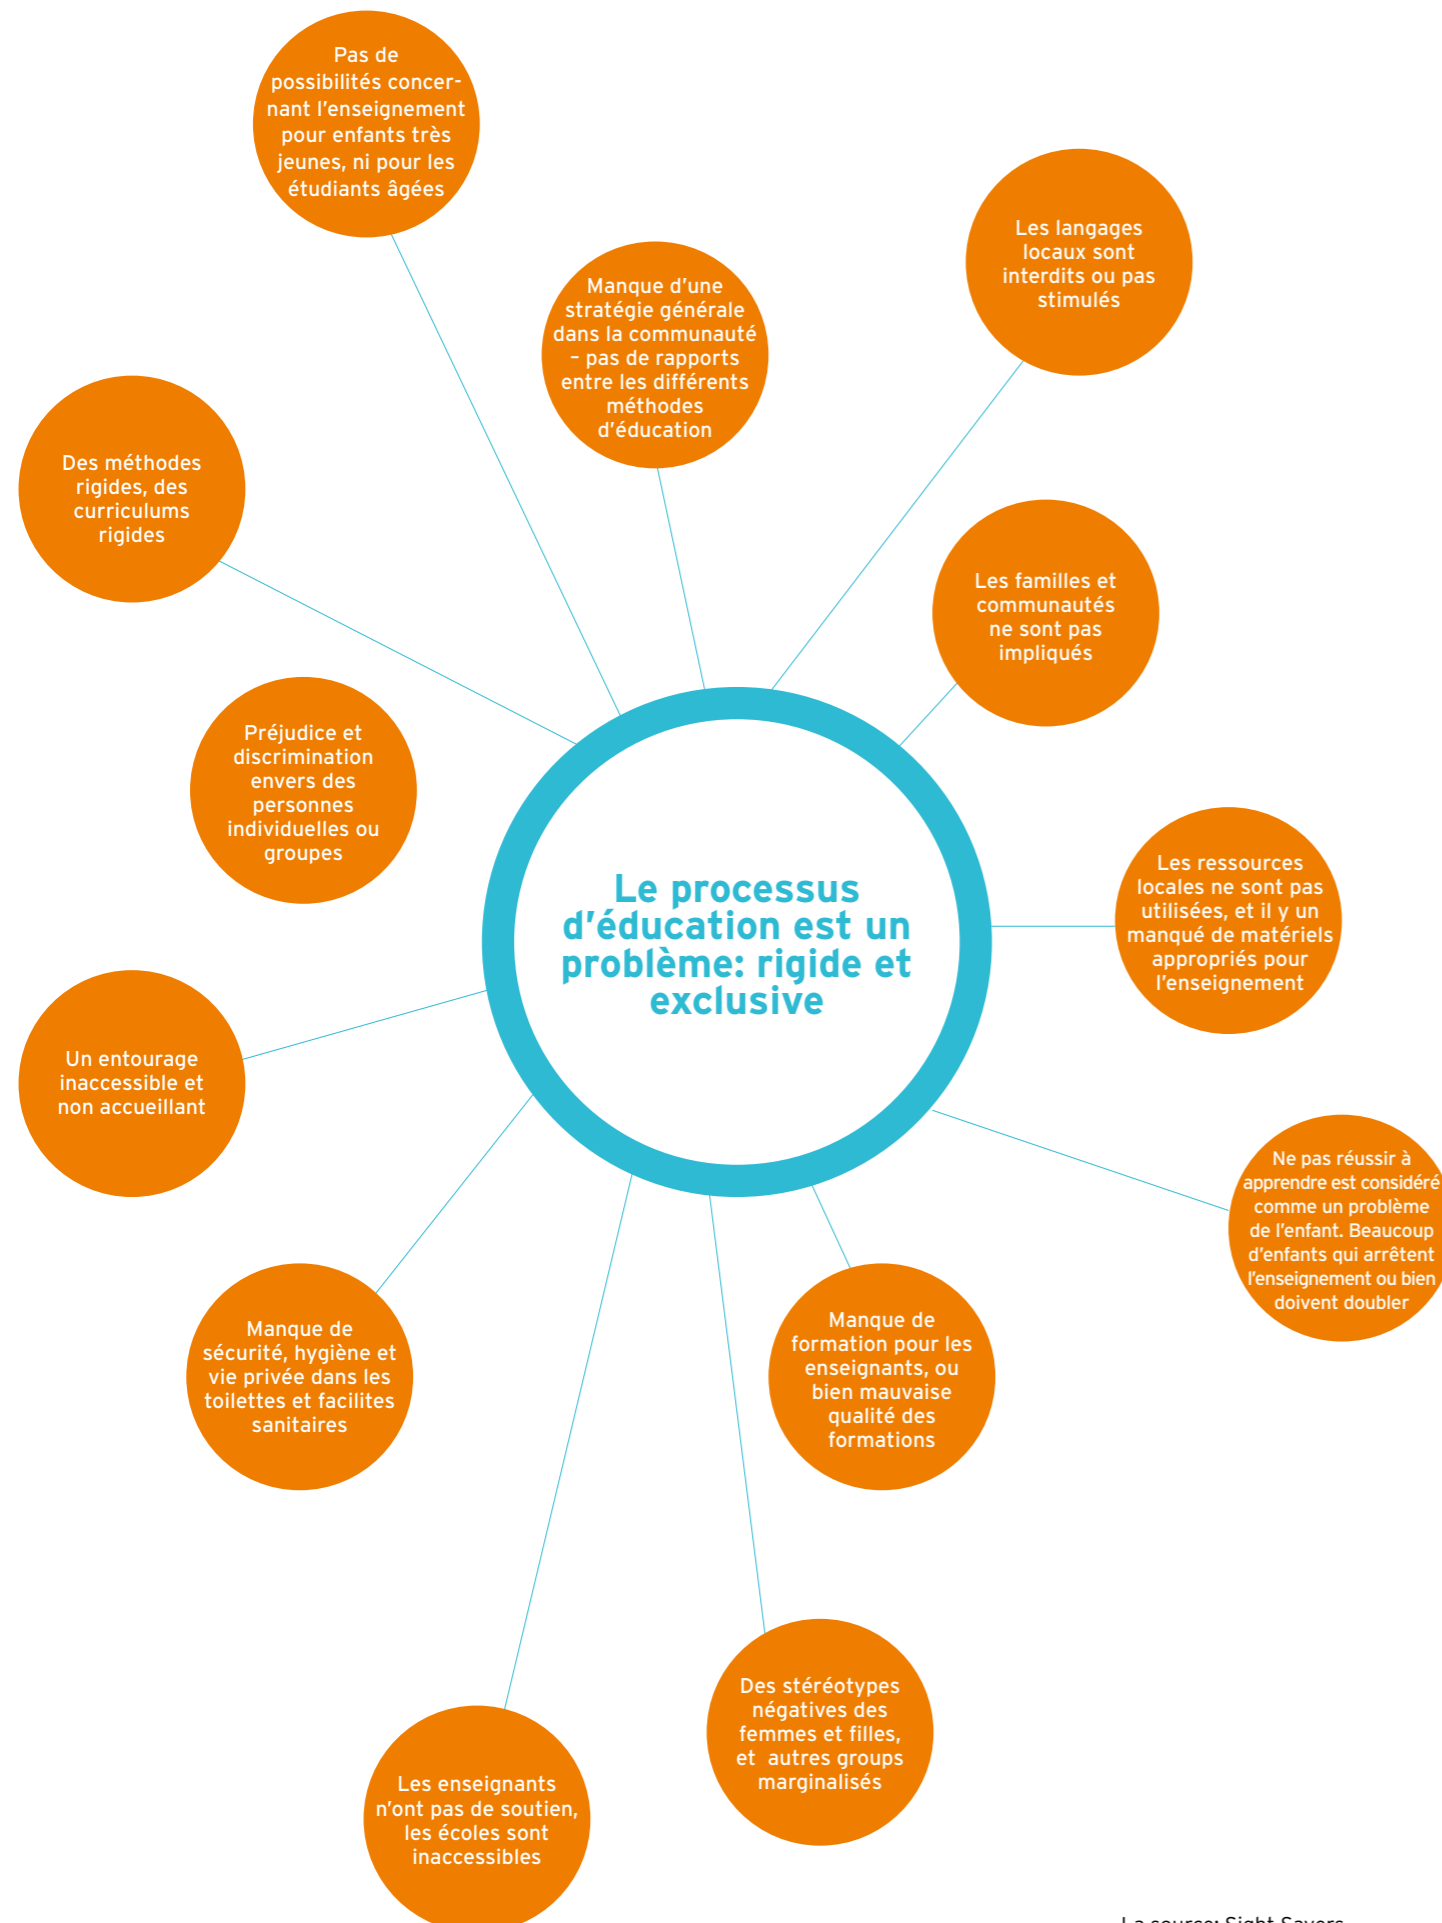 Pas de
possibilités concer-
nant l'enseignement
pour enfants très
jeunes, ni pour les
étudiants âgées
Les langages
locaux sont
interdits ou pas
stimulés
Manque d'une
stratégie générale
dans la communauté
– pas de rapports
entre les différents
méthodes
d'éducation
Des méthodes
rigides, des
curriculums
rigides
Les familles et
communautés
ne sont pas
impliqués
Préjudice et
discrimination
envers des
personnes
individuelles ou
groupes
Le processus
d'éducation est un
problème: rigide et
exclusive
Les ressources
locales ne sont pas
utilisées, et il y un
manqué de matériels
appropriés pour
l'enseignement
Un entourage
inaccessible et
non accueillant
Ne pas réussir à
apprendre est considéré
comme un problème
de l'enfant. Beaucoup
d'enfants qui arrêtent
l'enseignement ou bien
doivent doubler
Manque de
sécurité, hygiène et
vie privée dans les
toilettes et facilites
sanitaires
Manque de
formation pour les
enseignants, ou
bien mauvaise
qualité des
formations
Des stéréotypes
négatives des
femmes et filles,
et autres groups
marginalisés
Les enseignants
n'ont pas de soutien,
les écoles sont
inaccessibles
La source: Sight Savers